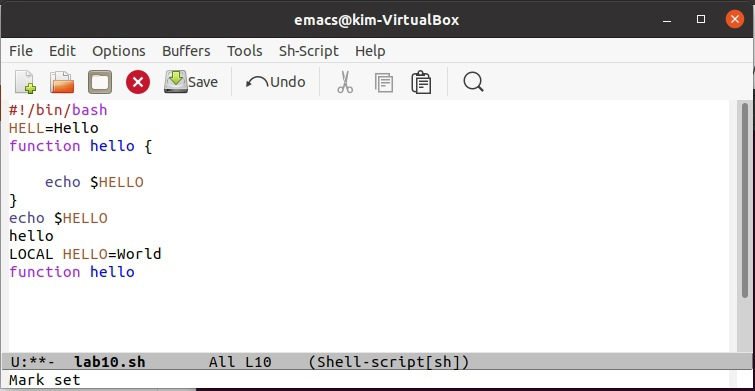 emacs@kim-VirtualBox
File Edit Options Buffers Tools Sh-Script Help
Save Undo
#!/bin/bash
HELL=Hello
function hello {
    echo $HELLO
}
echo $HELLO
hello
LOCAL HELLO=World
function hello
U:**-  lab10.sh       All L10    (Shell-script[sh])
Mark set